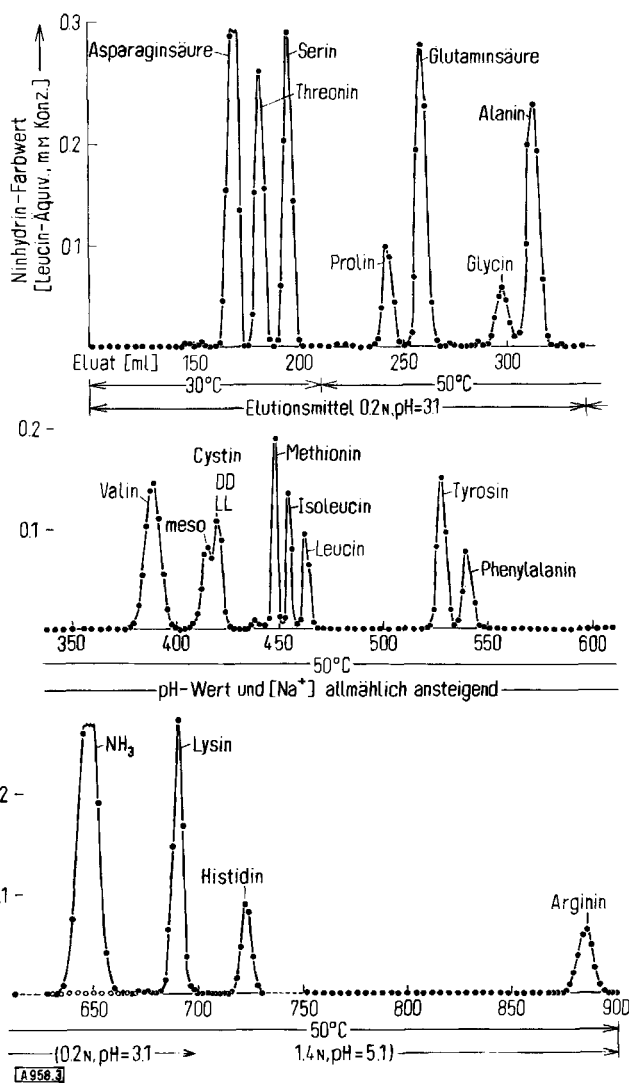 Ninhydrin-Farbwert
[Leucin-Äquiv., mM Konz.]
0.3
0.2
0.1
Asparaginsäure
Serin
Threonin
Glutaminsäure
Alanin
Prolin
Glycin
Eluat [ml] 150 200 250 300
30°C 50°C
Elutionsmittel 0.2N, pH=3.1
0.2
0.1
Valin
meso
Cystin
DD
LL
Methionin
Isoleucin
Leucin
Tyrosin
Phenylalanin
350 400 450 500 550 600
50°C
pH-Wert und [Na+] allmählich ansteigend
.2
.1
NH3
Lysin
Histidin
Arginin
650 700 750 800 850 900
50°C
(0.2N, pH=3.1 → 1.4N, pH=5.1)
A958.3